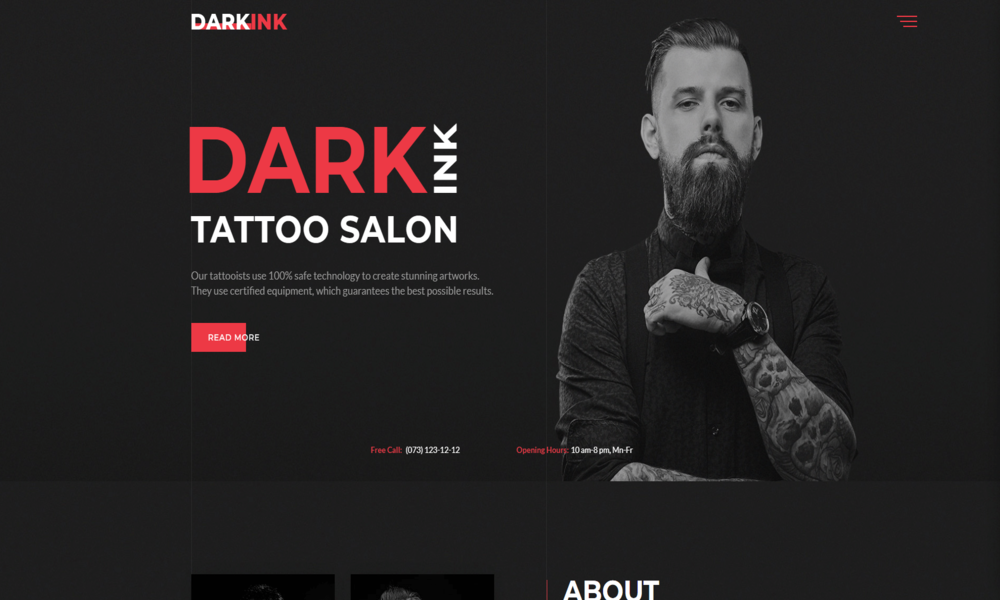 DARKINK
DARK INK
TATTOO SALON
Our tattooists use 100% safe technology to create stunning artworks.
They use certified equipment, which guarantees the best possible results.
READ MORE
Free Call: (073) 123-12-12
Opening Hours: 10 am-8 pm, Mn-Fr
ABOUT